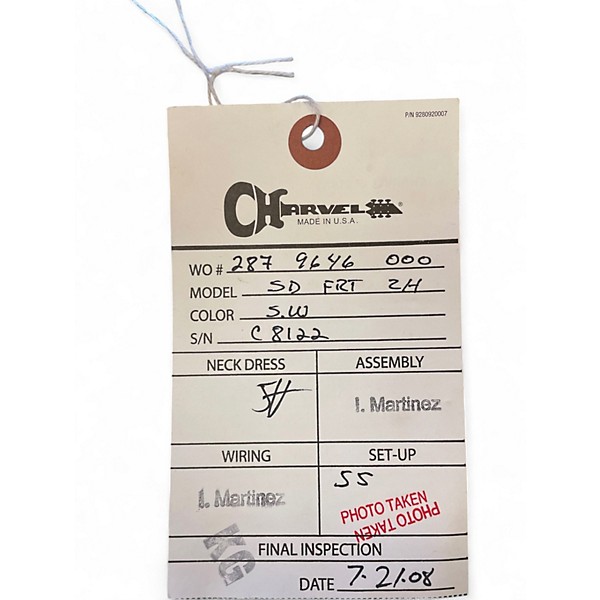 P/N 9280920007
CHARVEL ®
MADE IN U.S.A.
WO # 287 9646 000
MODEL SD FRT 2H
COLOR S.W
S/N C8122
NECK DRESS ASSEMBLY
I. Martinez
WIRING SET-UP
I. Martinez SS
PHOTO TAKEN
PHOTO TAKEN
KG
FINAL INSPECTION
DATE 7-21-08